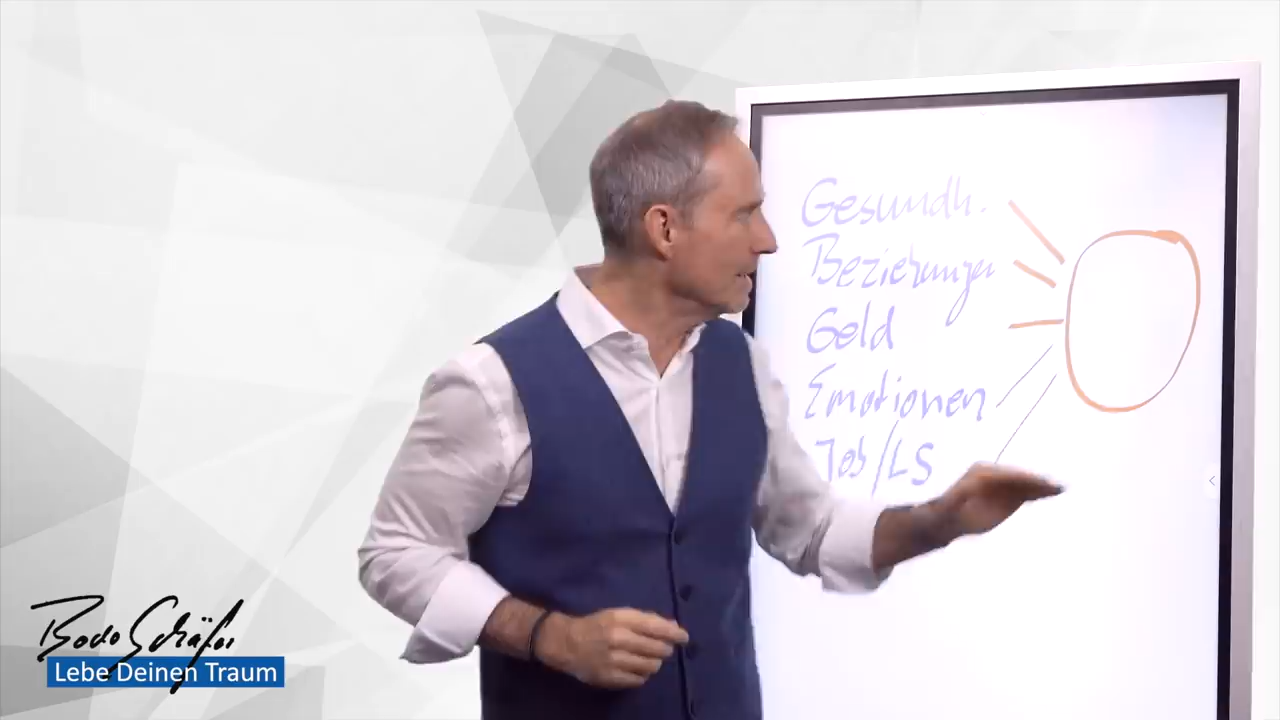 Gesundh.
Beziehungen
Geld
Emotionen
Job/LS
Bodo Schäfer
Lebe Deinen Traum